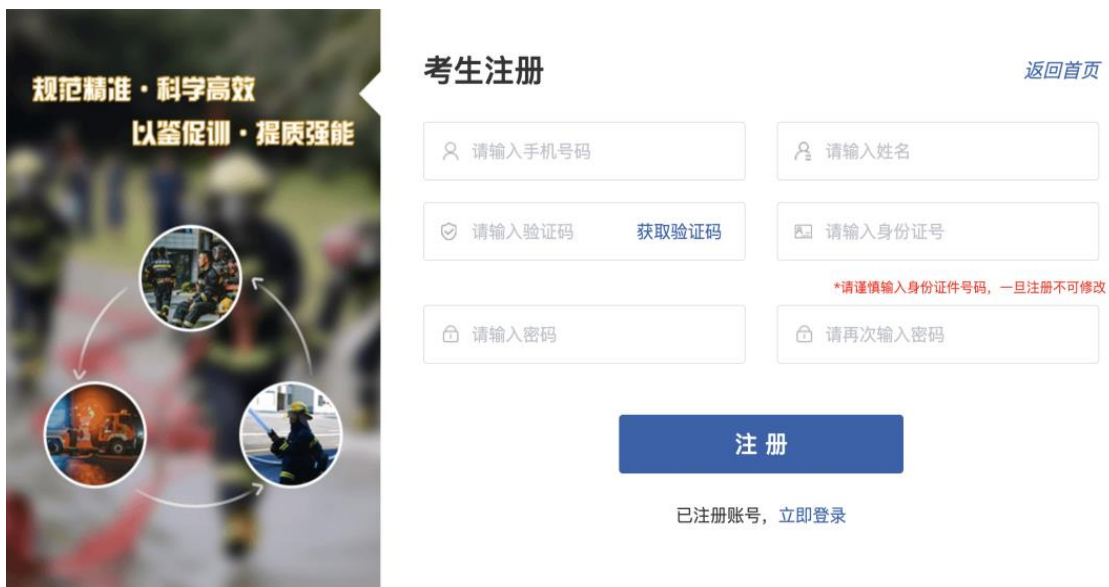 规范精准·科学高效
以鉴促训·提质强能
考生注册
返回首页
请输入手机号码
请输入姓名
请输入验证码 获取验证码
请输入身份证号
*请谨慎输入身份证件号码，一旦注册不可修改
请输入密码
请再次输入密码
注 册
已注册账号，立即登录